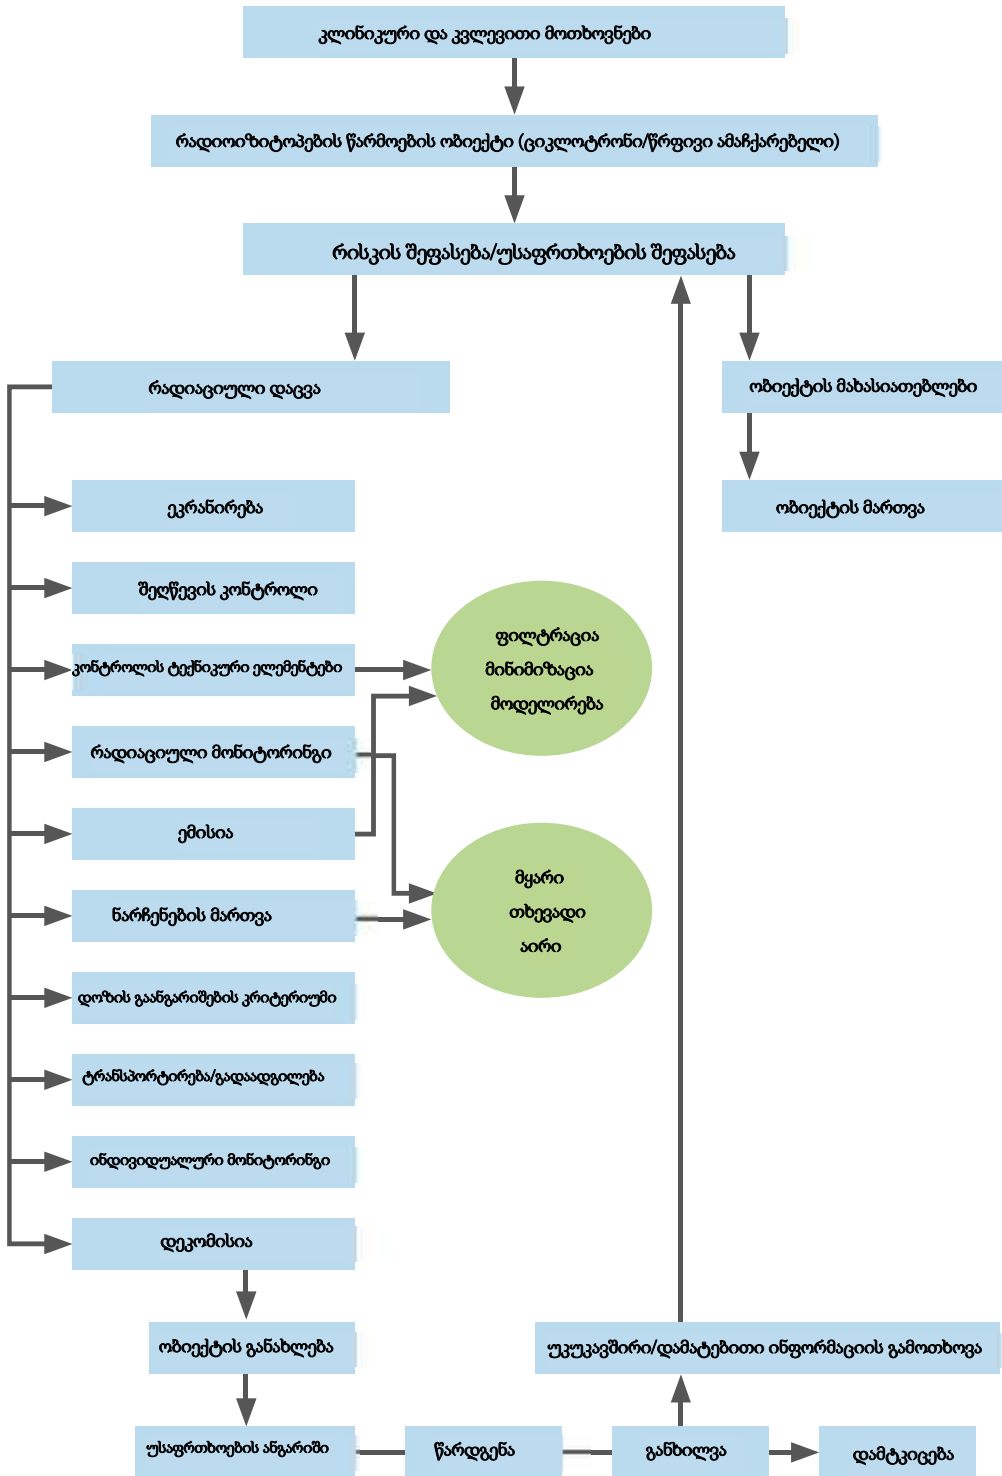 კლინიკური და კვლევითი მოთხოვნები
რადიოიზიტოპების წარმოების ობიექტი (ციკლოტრონი/წრფივი ამაჩქარებელი)
რისკის შეფასება/უსაფრთხოების შეფასება
რადიაციული დაცვა
ობიექტის მახასიათებლები
ეკრანირება
ობიექტის მართვა
შეღწევის კონტროლი
კონტროლის ტექნიკური ელემენტები
ფილტრაცია
მინიმიზაცია
მოდელირება
რადიაციული მონიტორინგი
ემისია
ნარჩენების მართვა
მყარი
თხევადი
აირი
დოზის გაანგარიშების კრიტერიუმი
ტრანსპორტირება/გადაადგილება
ინდივიდუალური მონიტორინგი
დეკომისია
ობიექტის განახლება
უკუკავშირი/დამატებითი ინფორმაციის გამოთხოვა
უსაფრთხოების ანგარიში
წარდგენა
განხილვა
დამტკიცება